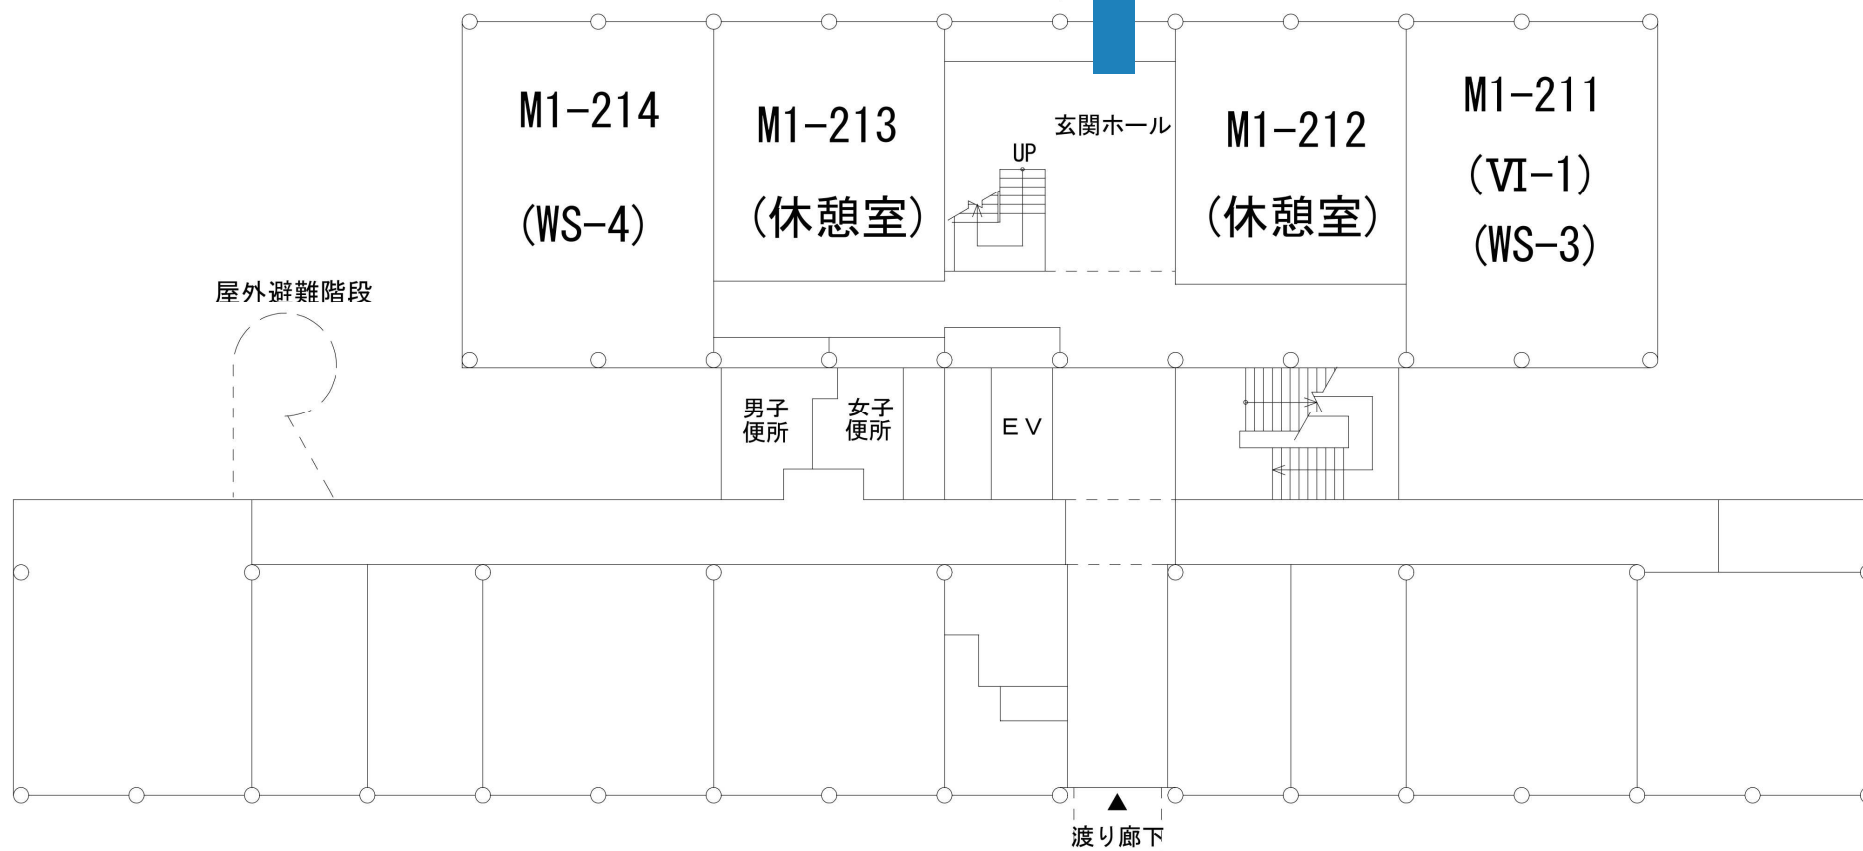 M1-214
(WS-4)
M1-213
(休憩室)
玄関ホール
UP
M1-212
(休憩室)
M1-211
(Ⅵ-1)
(WS-3)
屋外避難階段
男子
便所
女子
便所
EV
渡り廊下